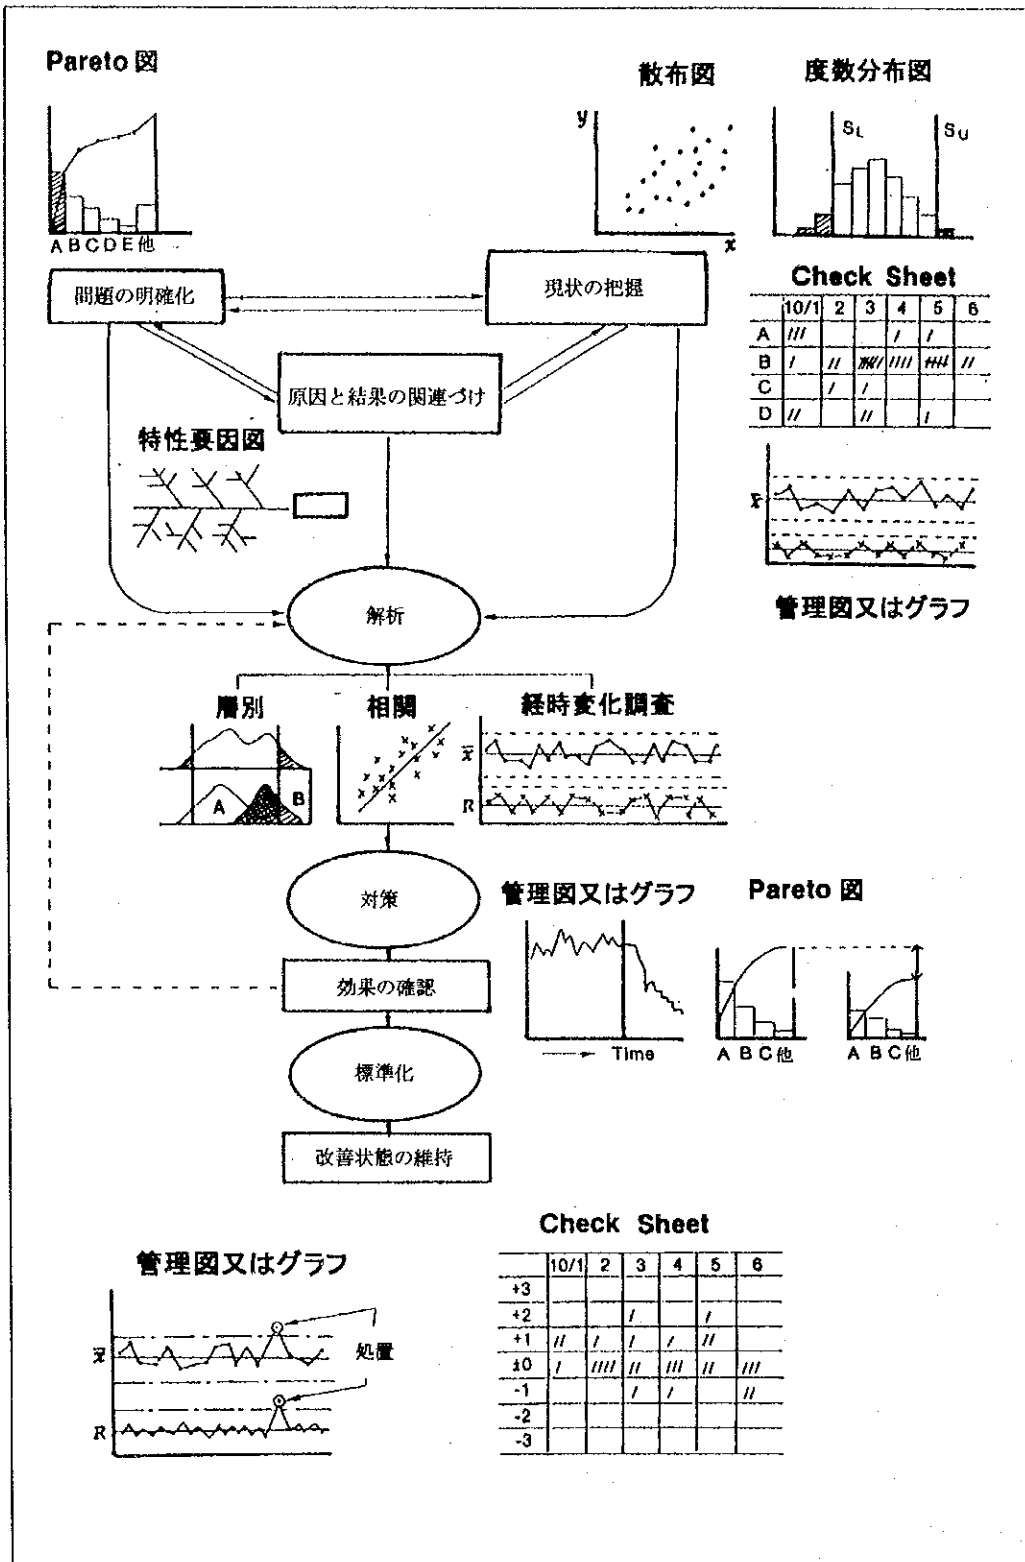 Pareto 図
散布図
度数分布図
y
x
SL
SU
A B C D E 他
問題の明確化
現状の把握
原因と結果の関連づけ
Check Sheet
10/1 2 3 4 5 6
A
B
C
D
特性要因図
x̄
管理図又はグラフ
解析
層別
相関
経時変化調査
A
B
x̄
R
対策
管理図又はグラフ
Pareto 図
Time
A B C 他
A B C 他
効果の確認
標準化
改善状態の維持
管理図又はグラフ
x̄
R
処置
Check Sheet
10/1 2 3 4 5 6
+3
+2
+1
±0
-1
-2
-3